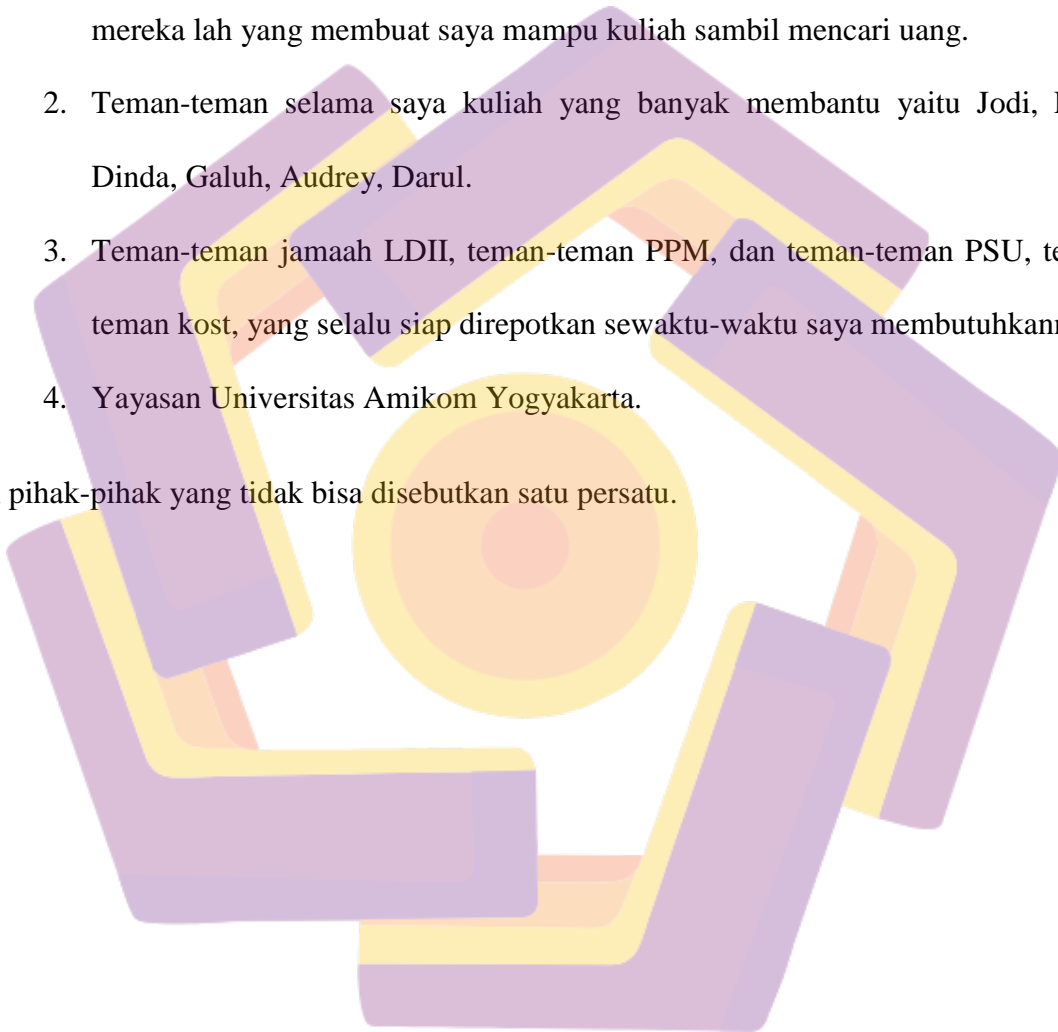 mereka lah yang membuat saya mampu kuliah sambil mencari uang.
2. Teman-teman selama saya kuliah yang banyak membantu yaitu Jodi,
Dinda, Galuh, Audrey, Darul.
3. Teman-teman jamaah LDII, teman-teman PPM, dan teman-teman PSU,
teman kost, yang selalu siap direpotkan sewaktu-waktu saya
4. Yayasan Universitas Amikom Yogyakarta.
pihak-pihak yang tidak bisa disebutkan satu persatu.